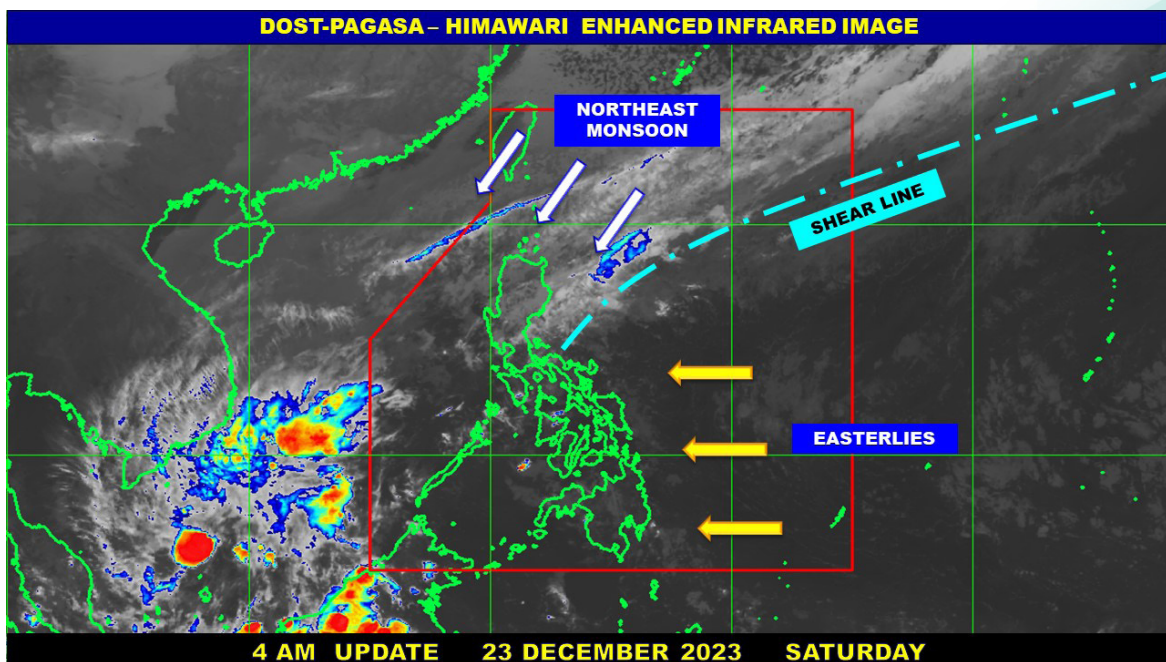 DOST-PAGASA – HIMAWARI ENHANCED INFRARED IMAGE
NORTHEAST
MONSOON
SHEAR LINE
EASTERLIES
4 AM UPDATE 23 DECEMBER 2023 SATURDAY